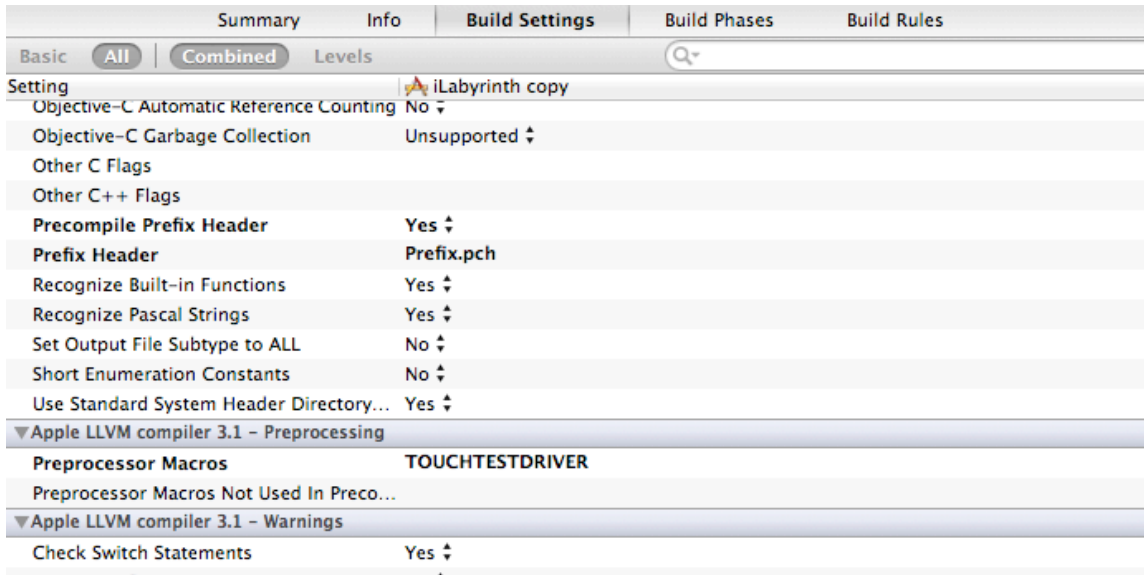 Summary Info Build Settings Build Phases Build Rules
Basic All Combined Levels
Setting iLabyrinth copy
Objective-C Automatic Reference Counting No
Objective-C Garbage Collection Unsupported
Other C Flags
Other C++ Flags
Precompile Prefix Header Yes
Prefix Header Prefix.pch
Recognize Built-in Functions Yes
Recognize Pascal Strings Yes
Set Output File Subtype to ALL No
Short Enumeration Constants No
Use Standard System Header Directory... Yes
Apple LLVM compiler 3.1 - Preprocessing
Preprocessor Macros TOUCHTESTDRIVER
Preprocessor Macros Not Used In Preco...
Apple LLVM compiler 3.1 - Warnings
Check Switch Statements Yes